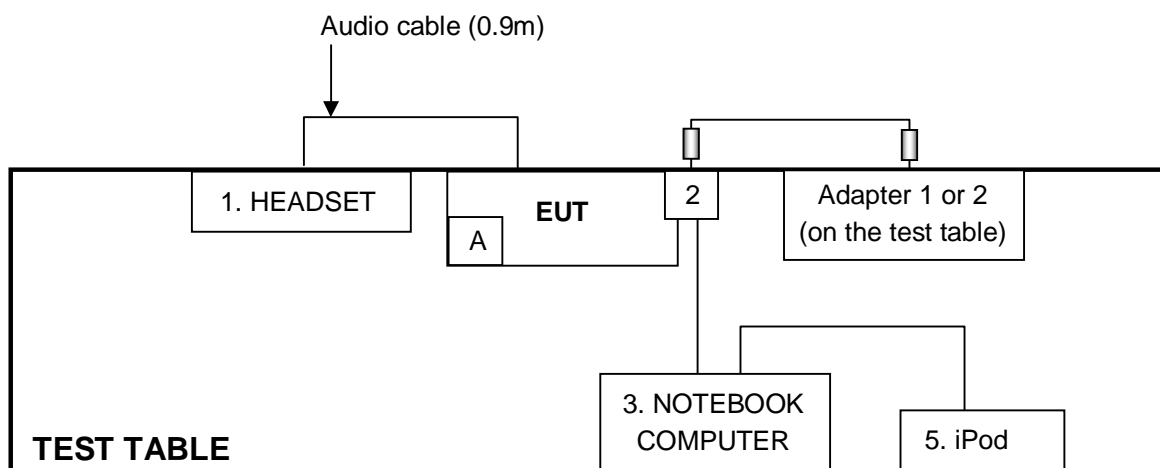 Audio cable (0.9m)
1. HEADSET
EUT
A
2
Adapter 1 or 2
(on the test table)
3. NOTEBOOK
COMPUTER
5. iPod
TEST TABLE